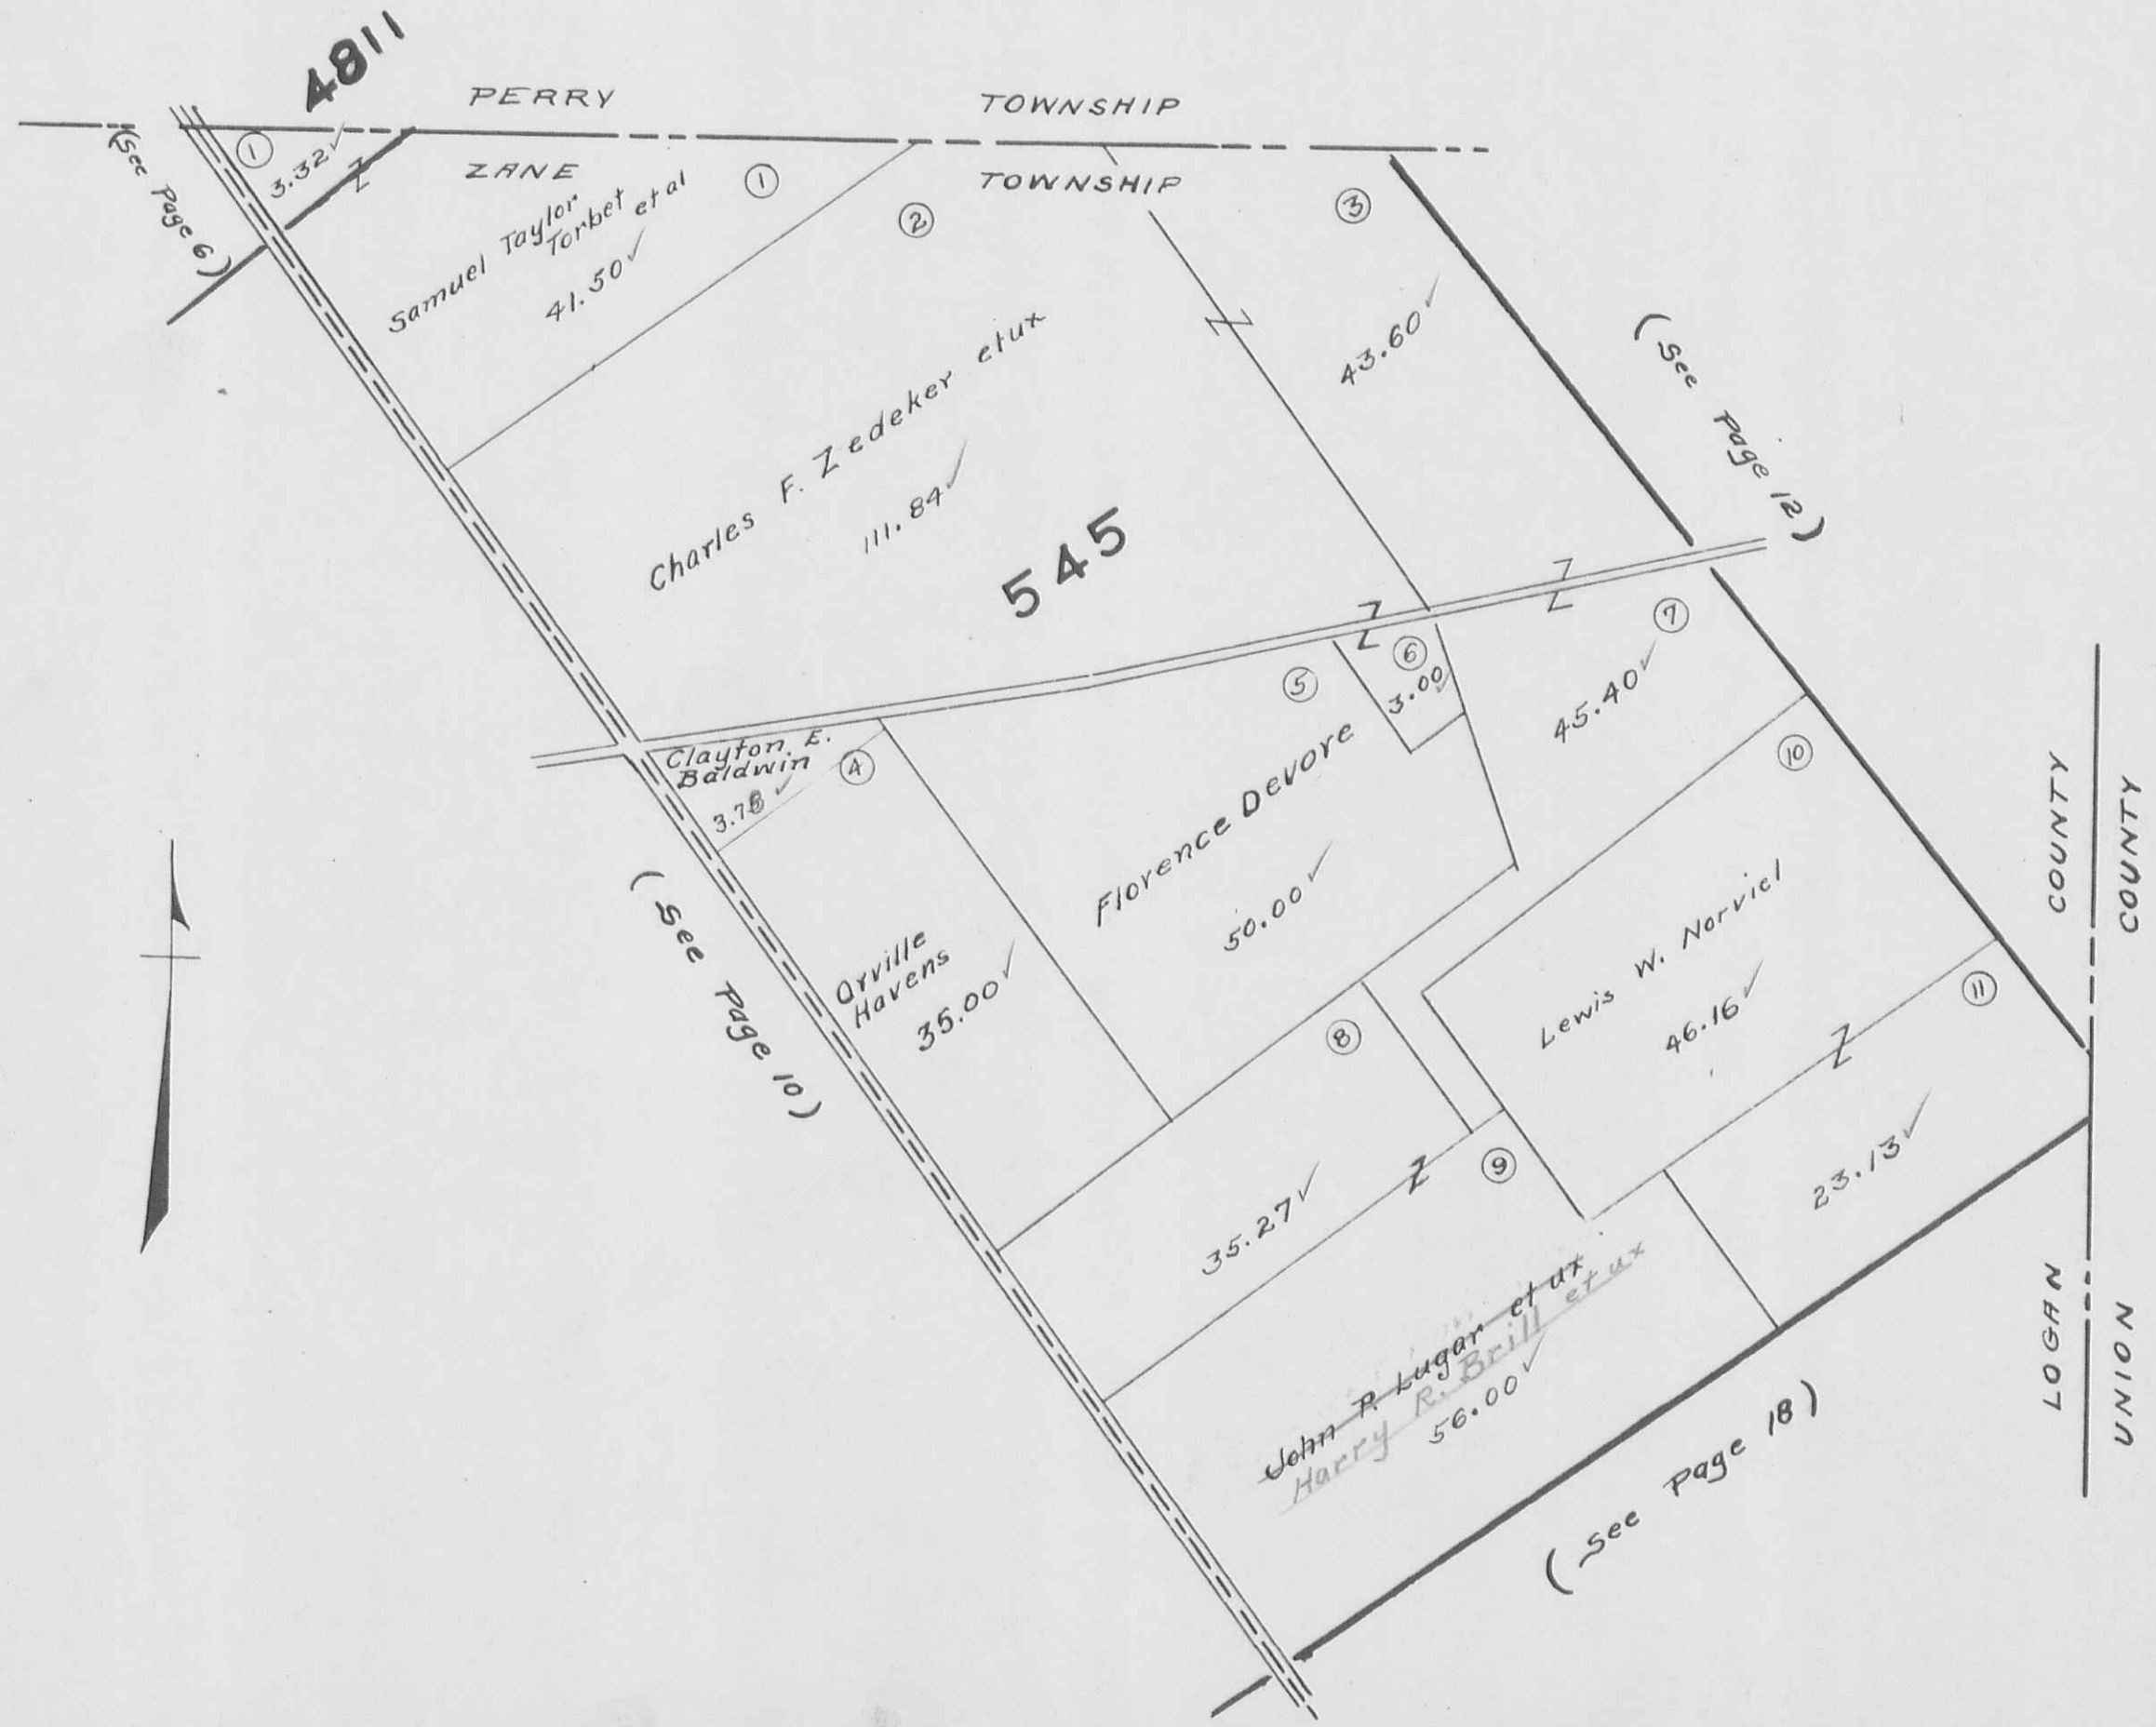 4811
PERRY TOWNSHIP
(See Page 6)
1
3.32
ZANE TOWNSHIP
Samuel Taylor
Torbet et al
41.50
1
2
Charles F. Zedeker et ux
111.84
545
3
43.60
(See Page 12)
Clayton E.
Baldwin
4
Orville
Havens
35.00
5
Florence Devore
50.00
6
3.00
7
45.40
8
35.27
9
John P. Lugar et ux
Harry R. Brill et ux
56.00
10
Lewis W. Norviel
46.16
11
23.13
(See Page 10)
(See Page 18)
LOGAN COUNTY
UNION COUNTY